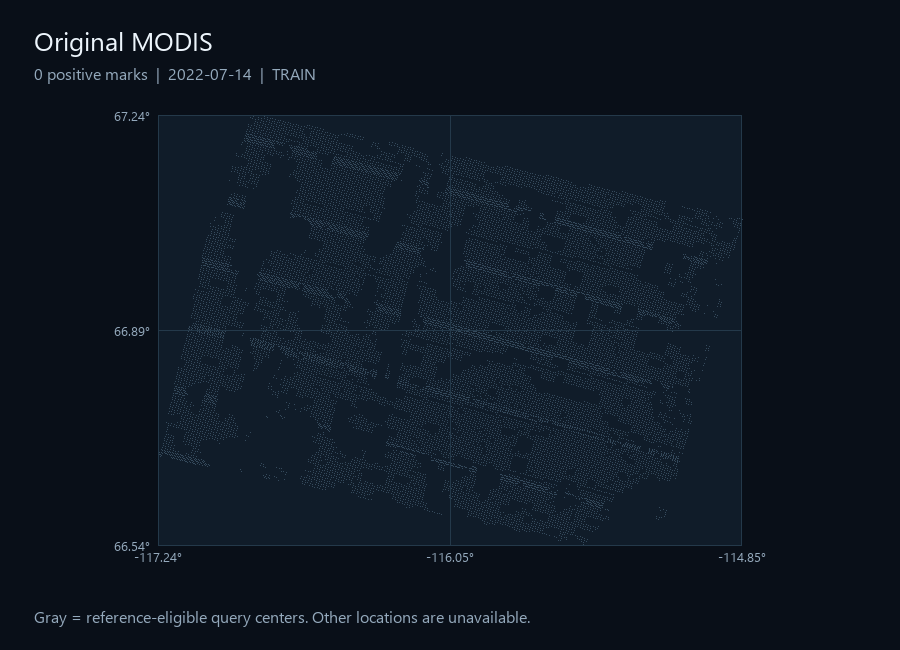 Original MODIS
0 positive marks | 2022-07-14 | TRAIN
67.24°
66.89°
66.54°
-117.24° -116.05° -114.85°
Gray = reference-eligible query centers. Other locations are unavailable.